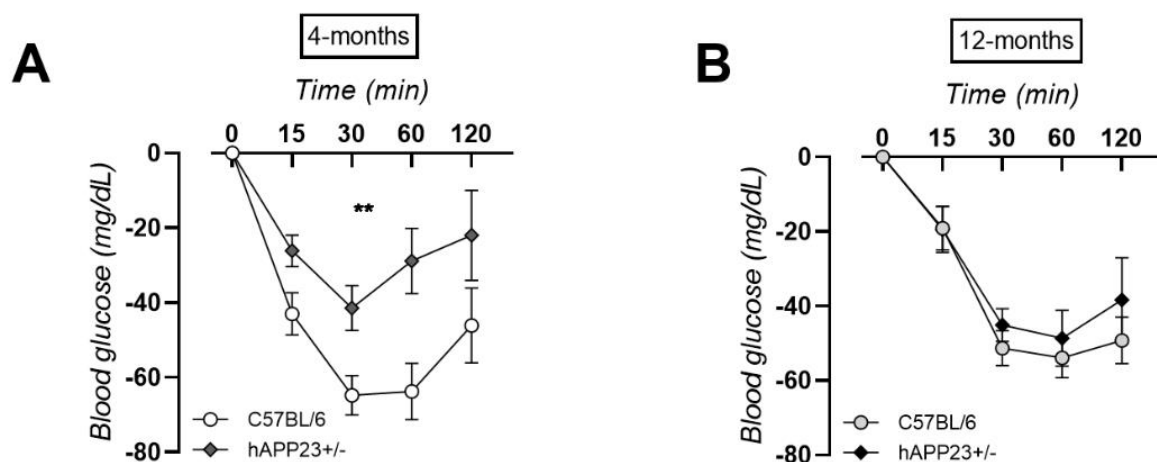 A
4-months
Time (min)
0 15 30 60 120
Blood glucose (mg/dL)
0
-20
-40
-60
-80
**
C57BL/6
hAPP23+/-
B
12-months
Time (min)
0 15 30 60 120
Blood glucose (mg/dL)
0
-20
-40
-60
-80
C57BL/6
hAPP23+/-